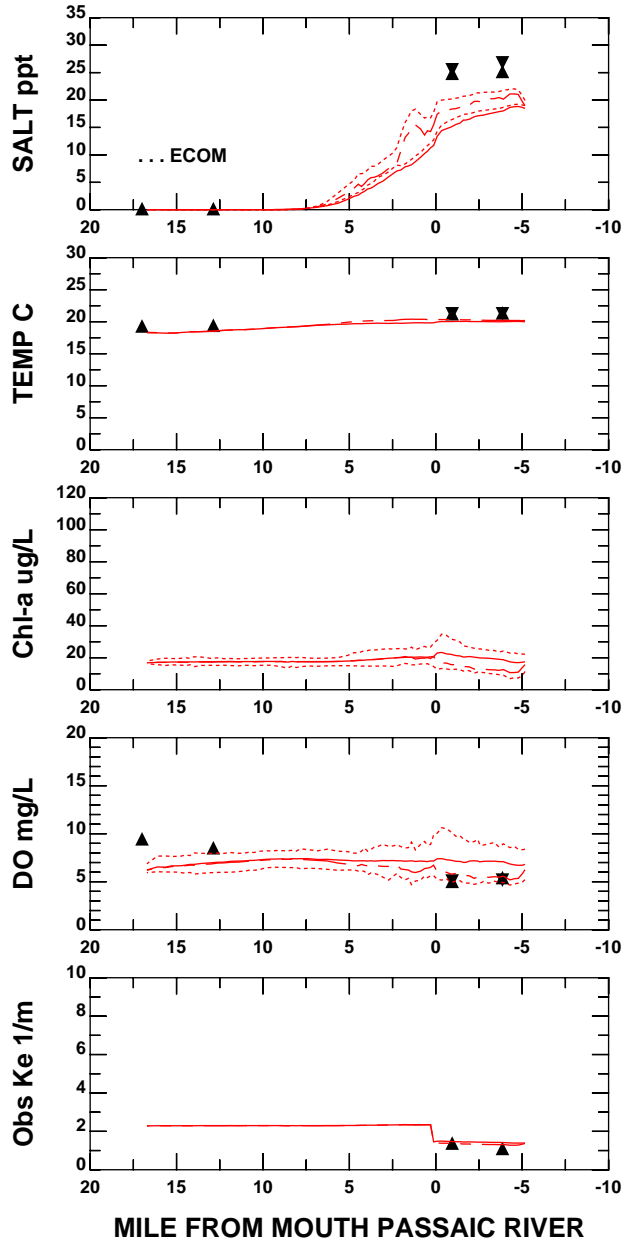 SALT ppt
35
30
25
20
15
10
5
0
. . . ECOM
20 15 10 5 0 -5 -10
TEMP C
30
25
20
15
10
5
0
20 15 10 5 0 -5 -10
Chl-a ug/L
120
100
80
60
40
20
0
20 15 10 5 0 -5 -10
DO mg/L
20
15
10
5
0
20 15 10 5 0 -5 -10
Obs Ke 1/m
10
8
6
4
2
0
20 15 10 5 0 -5 -10
MILE FROM MOUTH PASSAIC RIVER